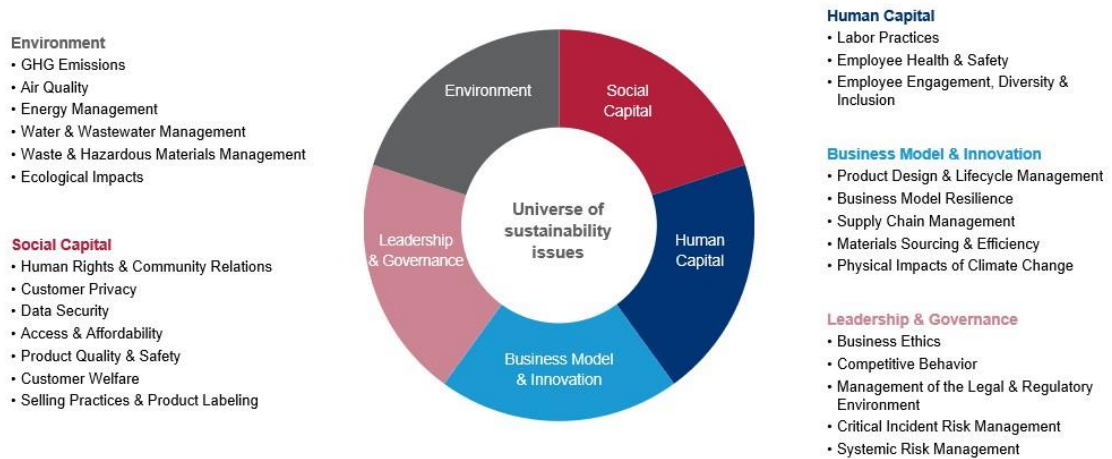 Environment
• GHG Emissions
• Air Quality
• Energy Management
• Water & Wastewater Management
• Waste & Hazardous Materials Management
• Ecological Impacts
Social Capital
• Human Rights & Community Relations
• Customer Privacy
• Data Security
• Access & Affordability
• Product Quality & Safety
• Customer Welfare
• Selling Practices & Product Labeling
Environment
Social
Capital
Leadership
& Governance
Universe of
sustainability
issues
Human
Capital
Business Model
& Innovation
Human Capital
• Labor Practices
• Employee Health & Safety
• Employee Engagement, Diversity &
Inclusion
Business Model & Innovation
• Product Design & Lifecycle Management
• Business Model Resilience
• Supply Chain Management
• Materials Sourcing & Efficiency
• Physical Impacts of Climate Change
Leadership & Governance
• Business Ethics
• Competitive Behavior
• Management of the Legal & Regulatory
Environment
• Critical Incident Risk Management
• Systemic Risk Management